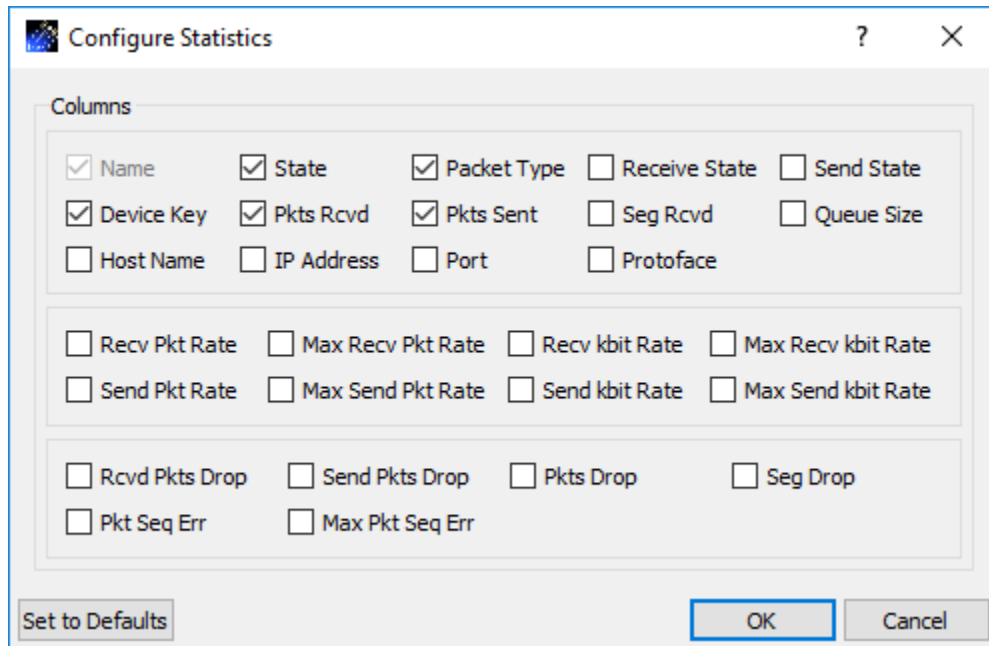 Configure Statistics ?
Columns
Name State Packet Type Receive State Send State
Device Key Pkts Rcvd Pkts Sent Seg Rcvd Queue Size
Host Name IP Address Port Protoface
Recv Pkt Rate Max Recv Pkt Rate Recv kbit Rate Max Recv kbit Rate
Send Pkt Rate Max Send Pkt Rate Send kbit Rate Max Send kbit Rate
Rcvd Pkts Drop Send Pkts Drop Pkts Drop Seg Drop
Pkt Seq Err Max Pkt Seq Err
Set to Defaults OK Cancel